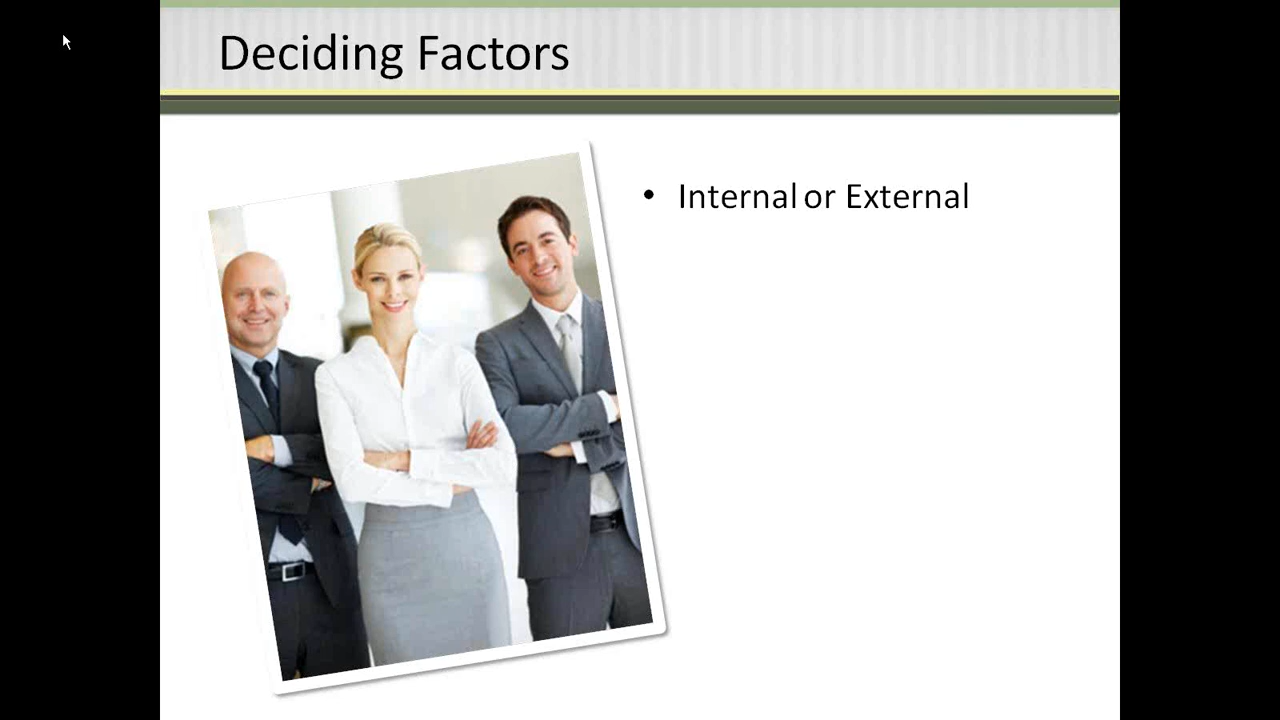 Deciding Factors
• Internal or External